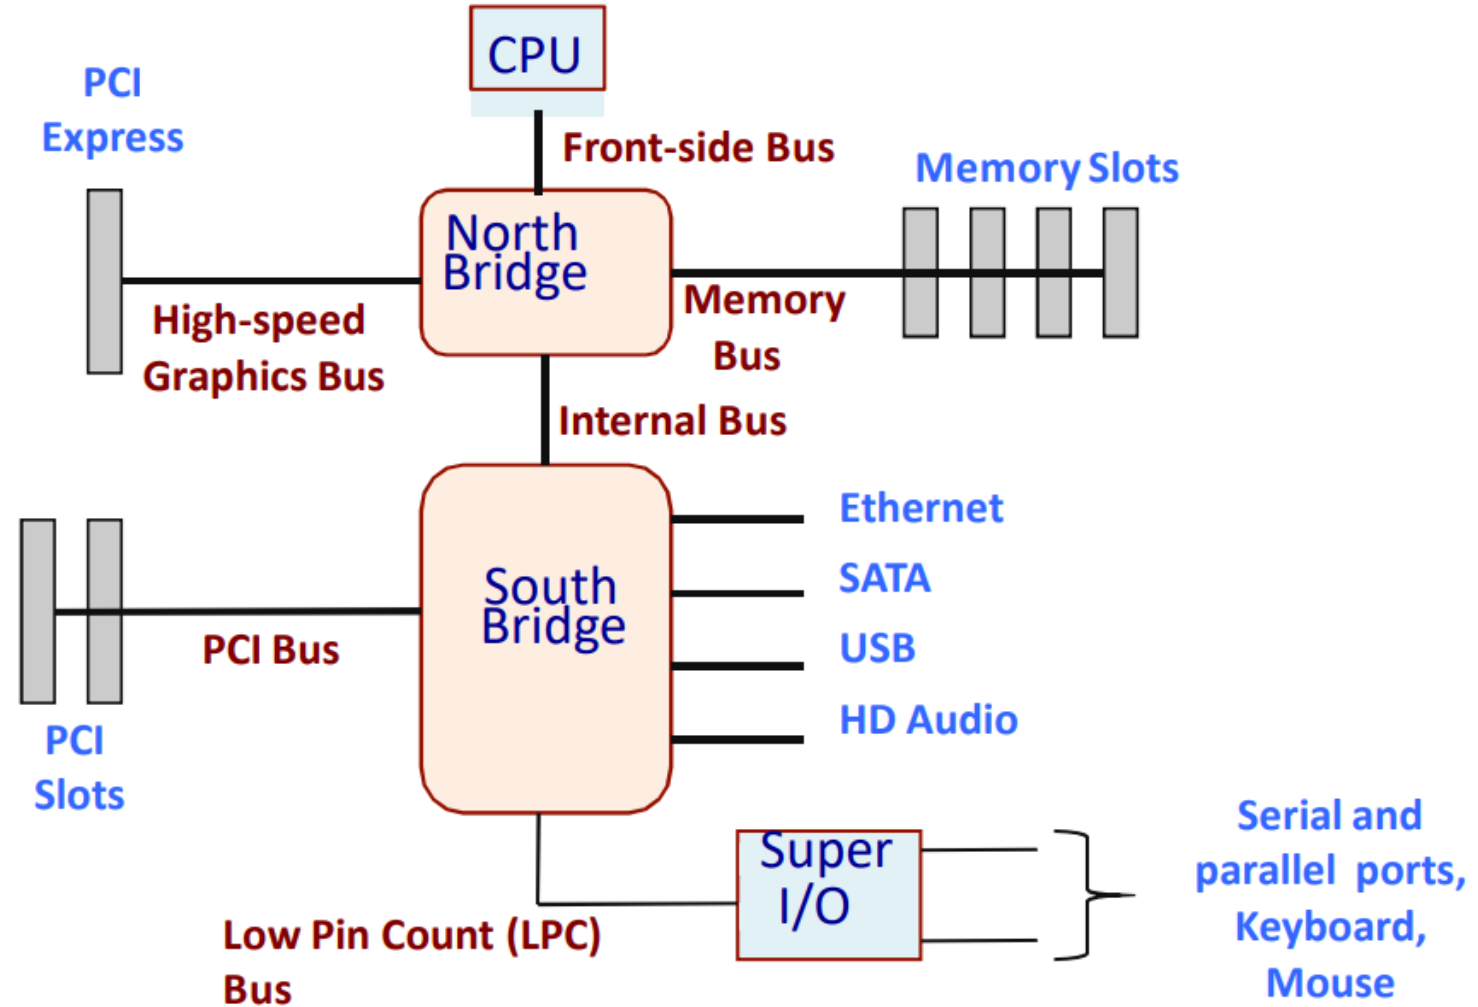 CPU
PCI
Express
Front-side Bus
Memory Slots
North
Bridge
High-speed
Graphics Bus
Memory
Bus
Internal Bus
Ethernet
SATA
South
Bridge
USB
PCI Bus
HD Audio
PCI
Slots
Super
I/O
Serial and
parallel ports,
Keyboard,
Mouse
Low Pin Count (LPC)
Bus